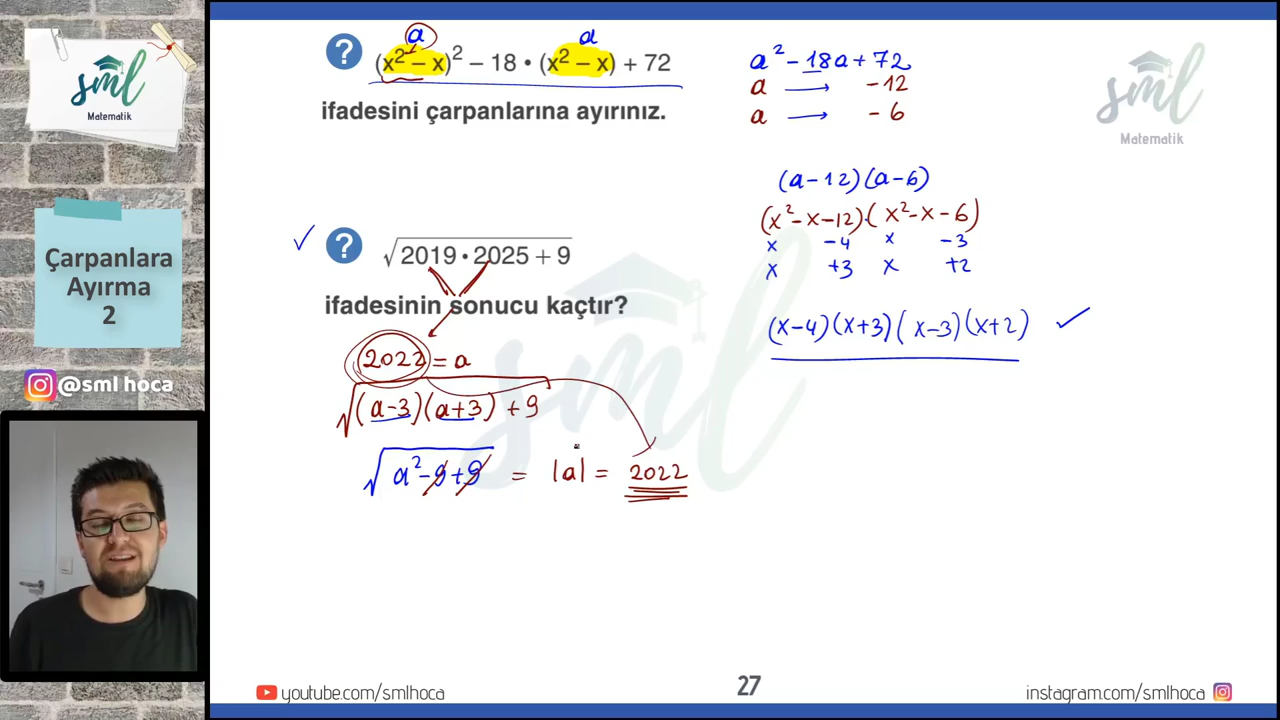 sml
Matematik
Çarpanlara
Ayırma
2
@sml hoca
a
a
? (x² – x)² – 18 • (x² – x) + 72
ifadesini çarpanlarına ayırınız.
a² - 18a + 72
a → -12
a → - 6
(a - 12)(a - 6)
(x² - x - 12)·(x² - x - 6)
x -4 x -3
x +3 x +2
(x-4)(x+3)(x-3)(x+2) ✓
✓ ? √2019 • 2025 + 9
ifadesinin sonucu kaçtır?
2022 = a
√(a-3)(a+3) + 9
√a² - 9 + 9 = |a| = 2022
sml
Matematik
sml
youtube.com/smlhoca
27
instagram.com/smlhoca